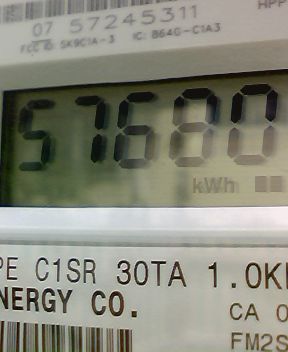 HPP
07 57245311
FCC ID: SK9C1A-3 IC: 864G-C1A3
57680
kWh
PE C1SR 30TA 1.0K
NERGY CO.
CA 0
FM2S